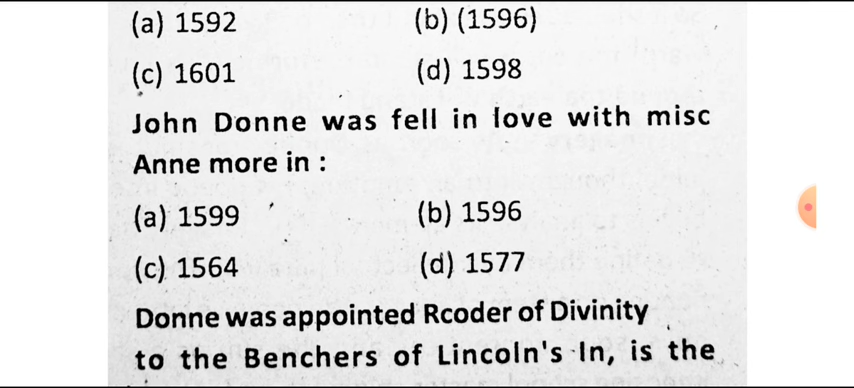 (a) 1592 (b) (1596)
(c) 1601 (d) 1598
John Donne was fell in love with misc
Anne more in :
(a) 1599 (b) 1596
(c) 1564 (d) 1577
Donne was appointed Rcoder of Divinity
to the Benchers of Lincoln's In, is the